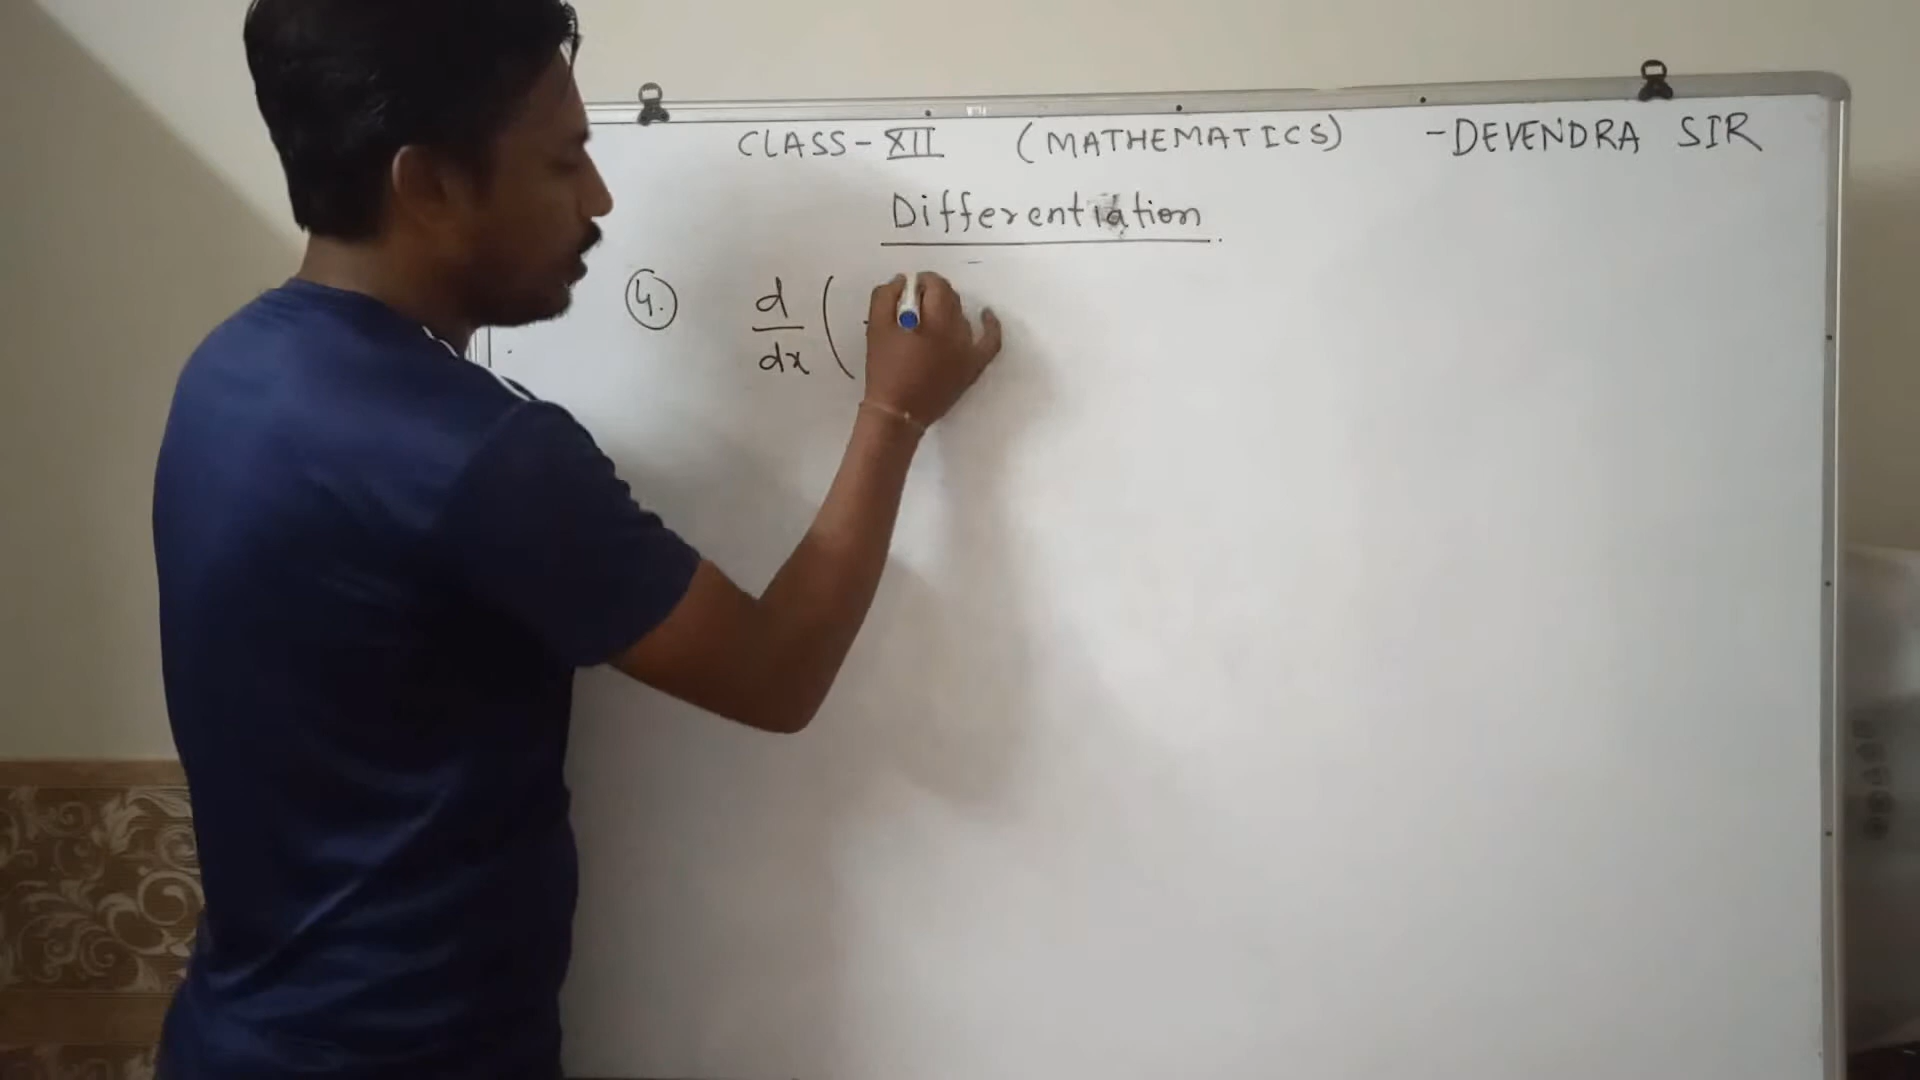 CLASS-XII (MATHEMATICS) -DEVENDRA SIR
Differentiation.
4. d/dx (